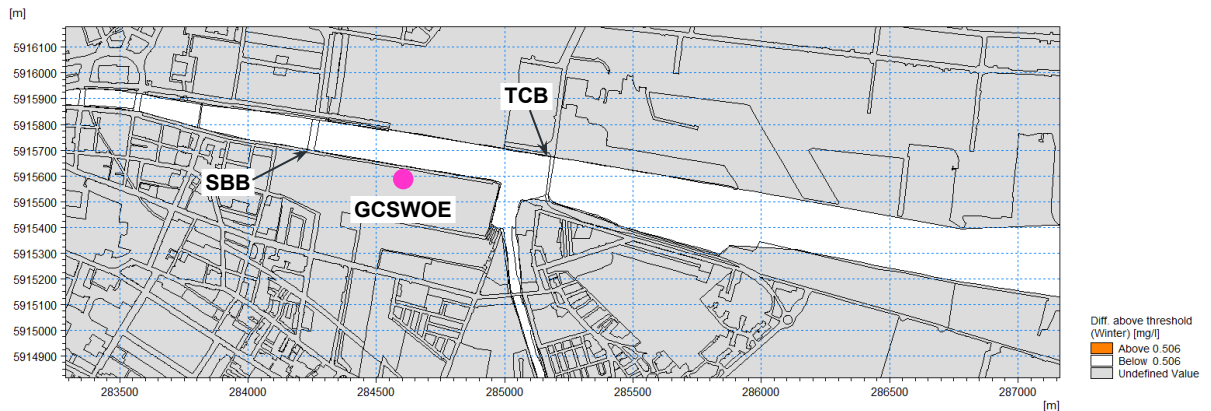 [m]
5916100
5916000
5915900
5915800
5915700
5915600
5915500
5915400
5915300
5915200
5915100
5915000
5914900
TCB
SBB
GCSWOE
283500
284000
284500
285000
285500
286000
286500
287000
[m]
Diff. above threshold
(Winter) [mg/l]
Above 0.506
Below 0.506
Undefined Value